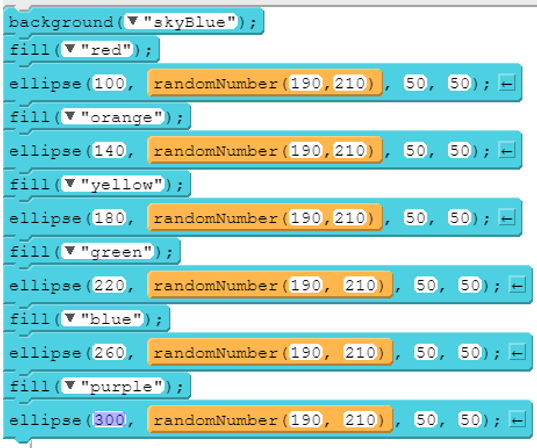 background(▼"skyBlue");
fill(▼"red");
ellipse(100, randomNumber(190,210), 50, 50); ←
fill(▼"orange");
ellipse(140, randomNumber(190,210), 50, 50); ←
fill(▼"yellow");
ellipse(180, randomNumber(190,210), 50, 50); ←
fill(▼"green");
ellipse(220, randomNumber(190, 210), 50, 50); ←
fill(▼"blue");
ellipse(260, randomNumber(190, 210), 50, 50); ←
fill(▼"purple");
ellipse(300, randomNumber(190, 210), 50, 50); ←